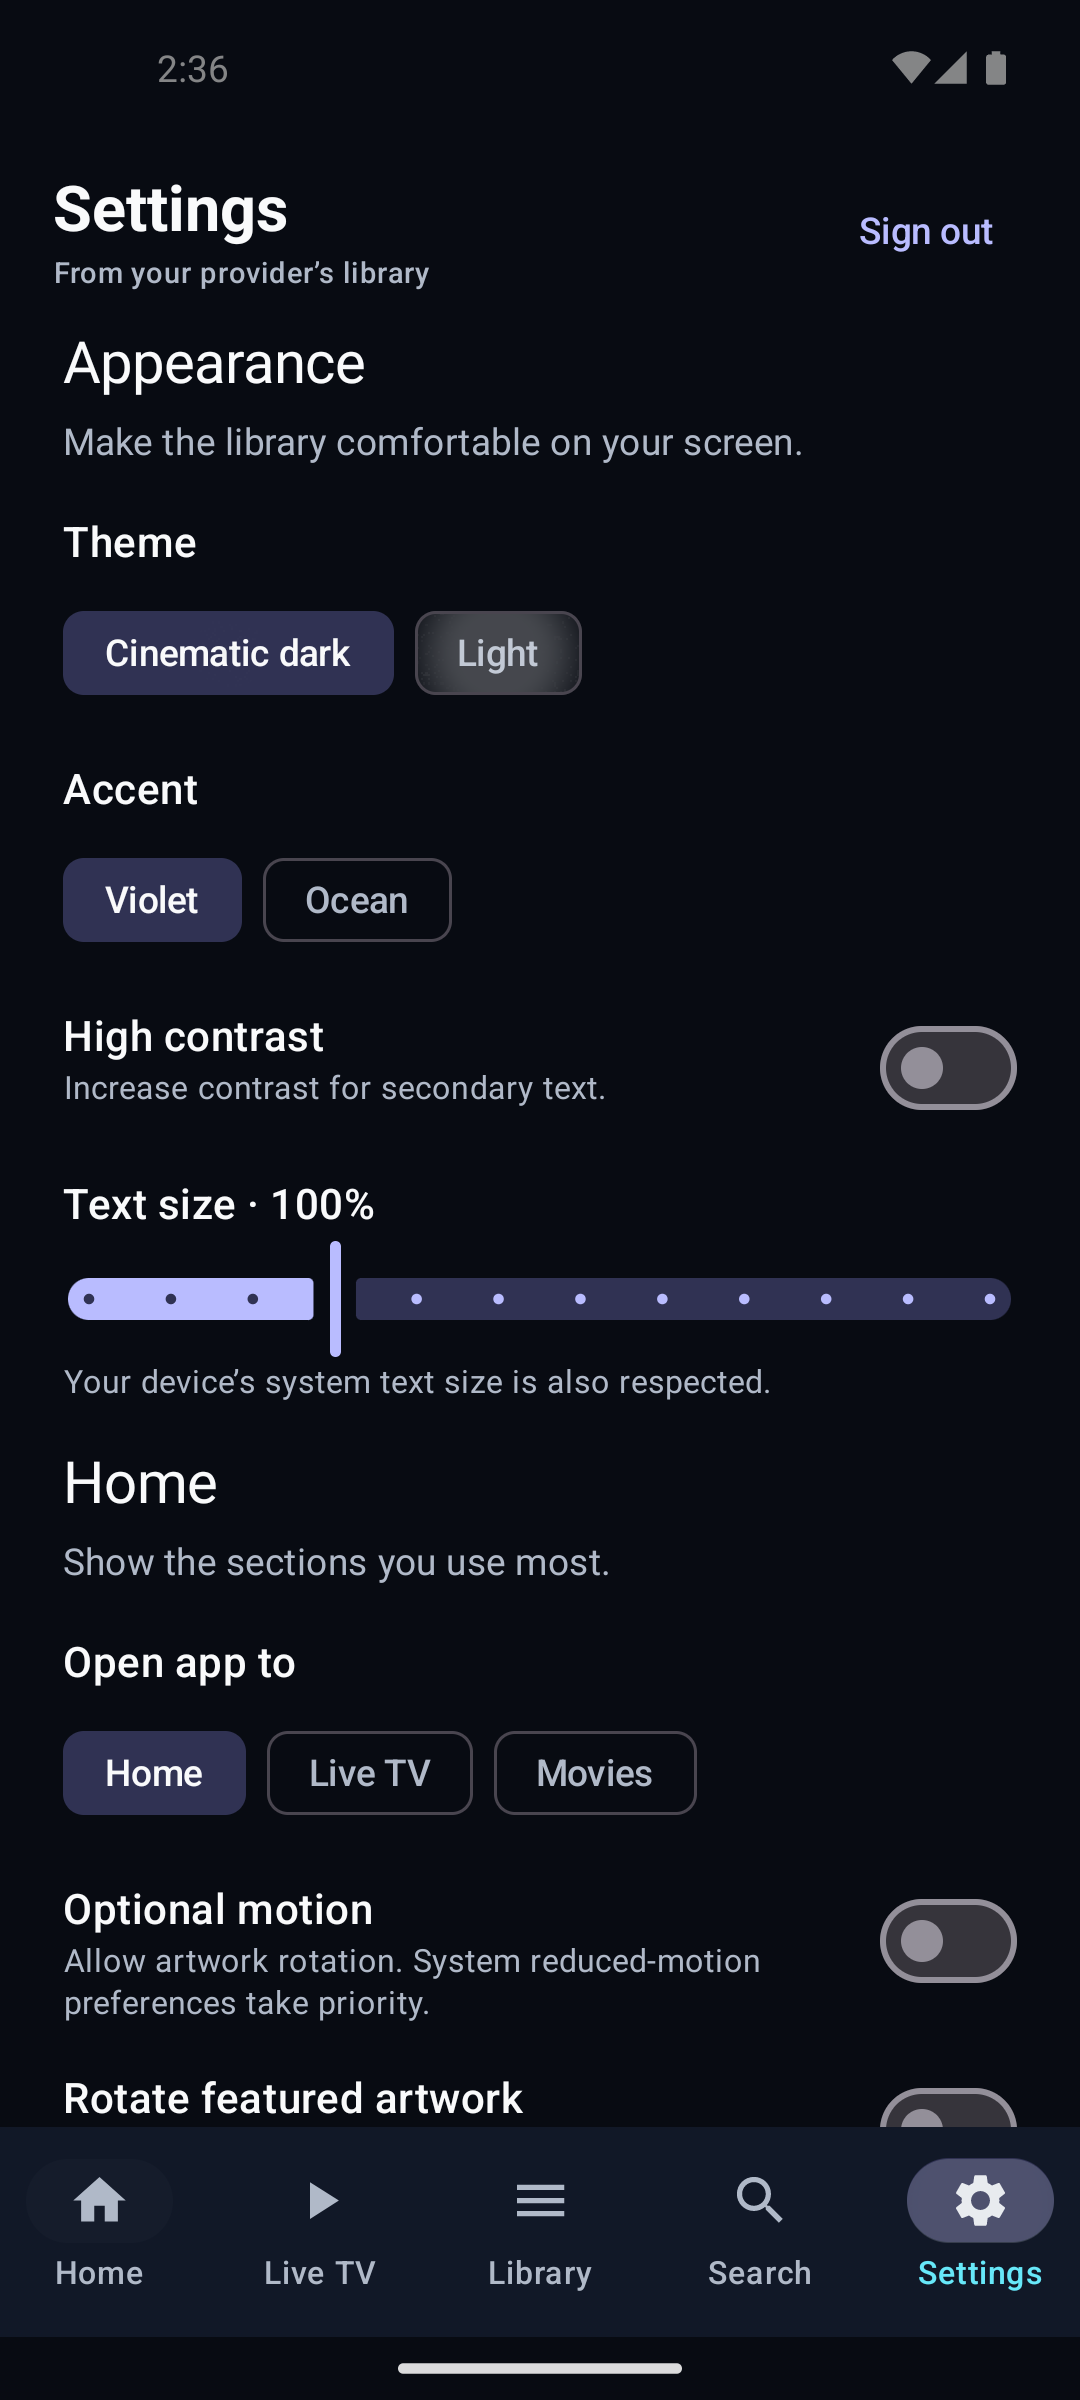 2:36
Settings
Sign out
From your provider’s library
Appearance
Make the library comfortable on your screen.
Theme
Cinematic dark
Light
Accent
Violet
Ocean
High contrast
Increase contrast for secondary text.
Text size · 100%
Your device’s system text size is also respected.
Home
Show the sections you use most.
Open app to
Home
Live TV
Movies
Optional motion
Allow artwork rotation. System reduced-motion
preferences take priority.
Rotate featured artwork
Home
Live TV
Library
Search
Settings